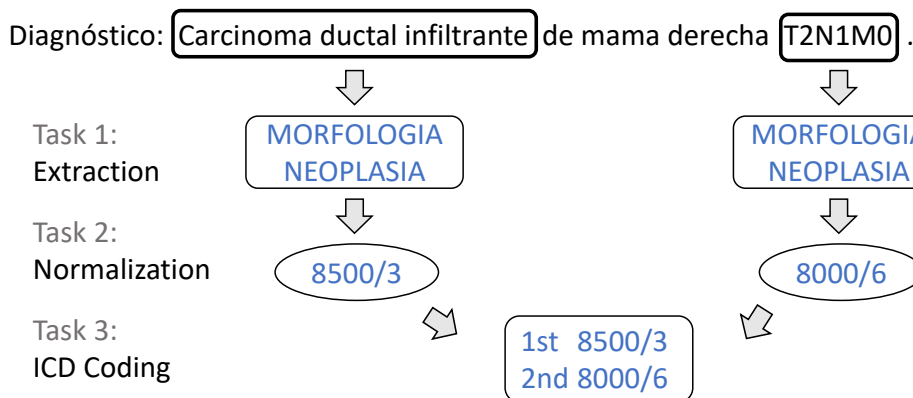 Diagnóstico: Carcinoma ductal infiltrante de mama derecha T2N1M0 .
Task 1:
Extraction
MORFOLOGIA
NEOPLASIA
MORFOLOGIA
NEOPLASIA
Task 2:
Normalization
8500/3
8000/6
Task 3:
ICD Coding
1st 8500/3
2nd 8000/6